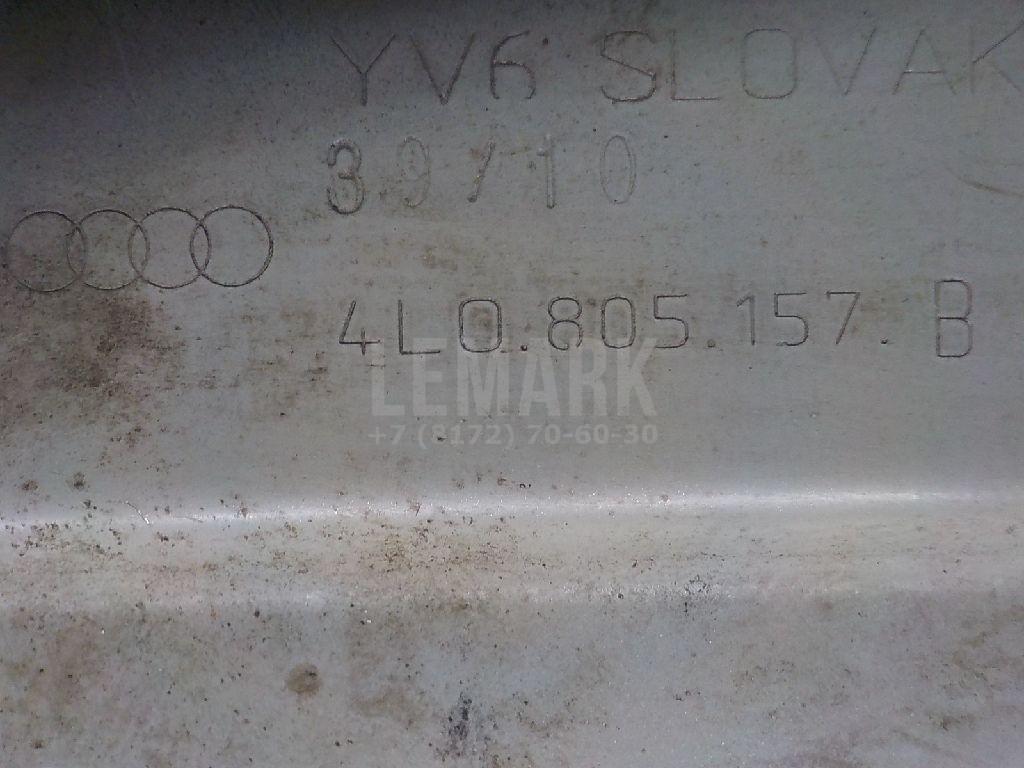 YV6 SLOVAK
39/10
4L0.805.157. B
LEMARK
+7 (8172) 70-60-30